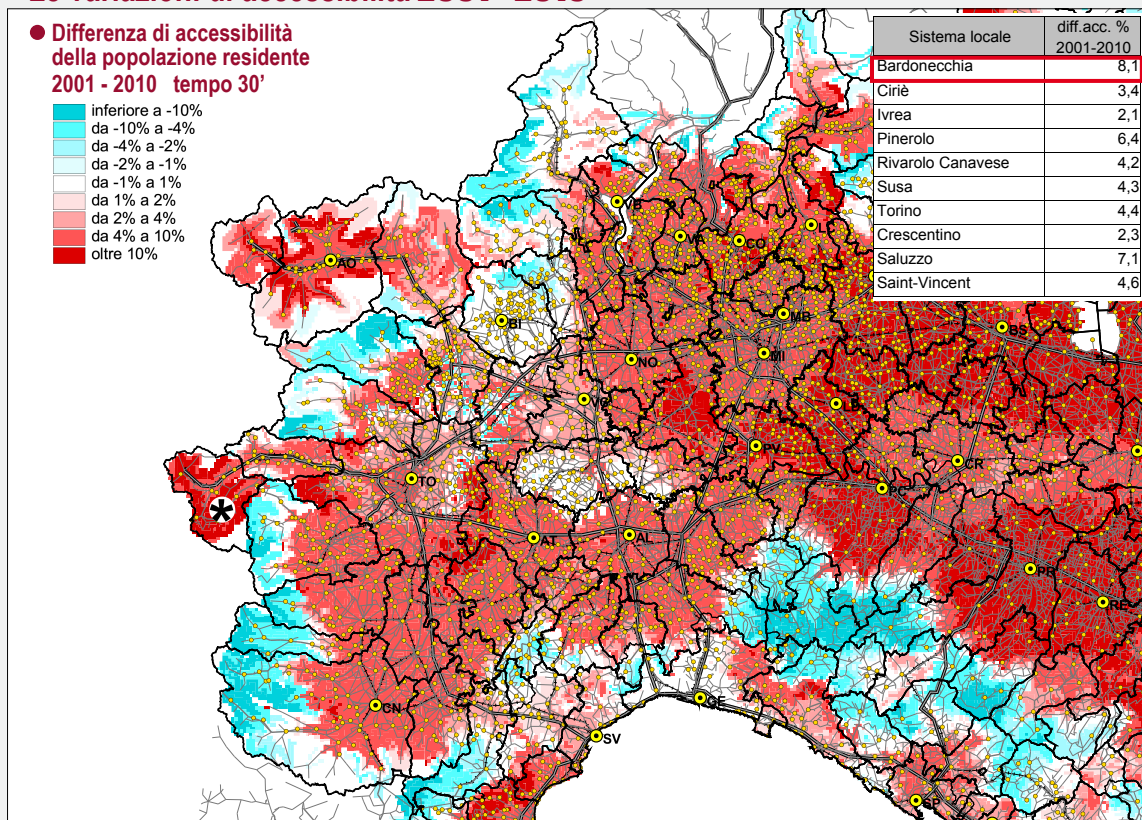 ● Differenza di accessibilità
della popolazione residente
2001 - 2010 tempo 30’
inferiore a -10%
da -10% a -4%
da -4% a -2%
da -2% a -1%
da -1% a 1%
da 1% a 2%
da 2% a 4%
da 4% a 10%
oltre 10%
Sistema locale diff.acc. % 2001-2010
Bardonecchia 8,1
Ciriè 3,4
Ivrea 2,1
Pinerolo 6,4
Rivarolo Canavese 4,2
Susa 4,3
Torino 4,4
Crescentino 2,3
Saluzzo 7,1
Saint-Vincent 4,6
VB
VA
CO
AO
BI
MB
BS
NO
MI
PV
CR
TO
AT
AL
PR
RE
CN
GE
SV
SP
*